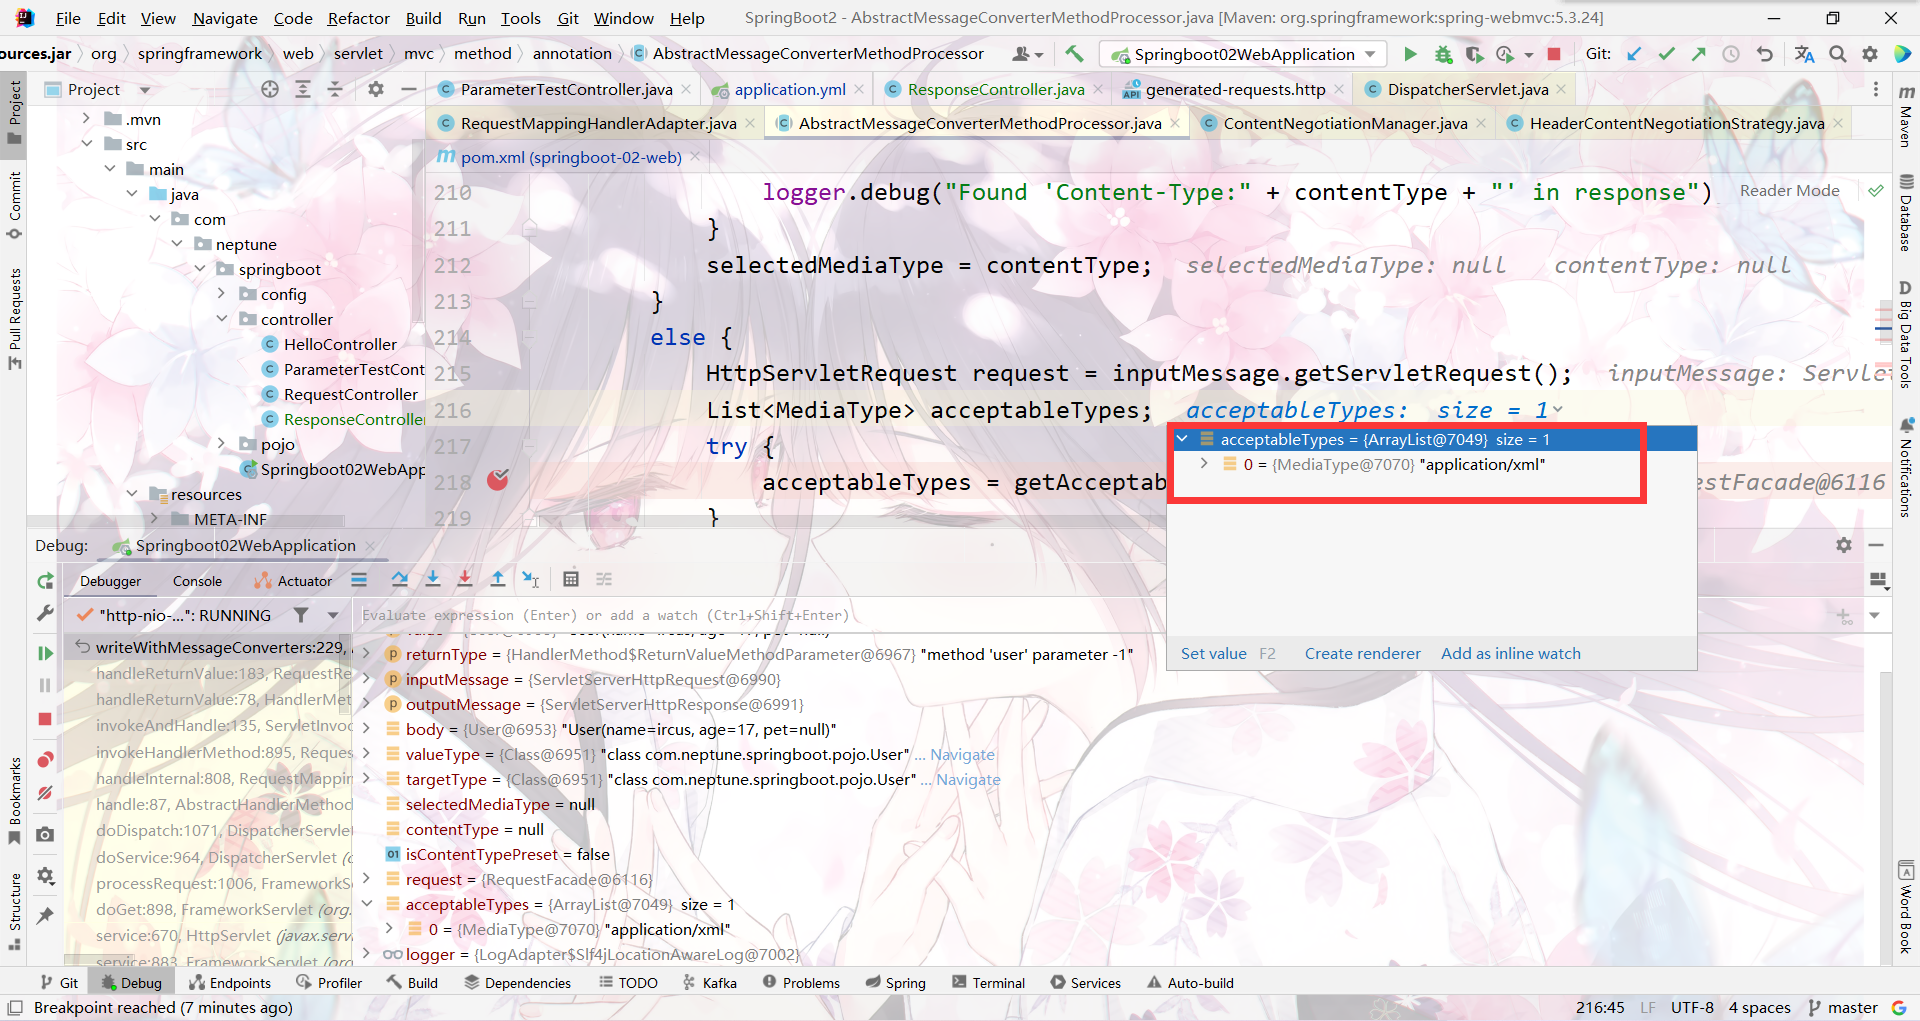 File Edit View Navigate Code Refactor Build Run Tools Git Window Help SpringBoot2 - AbstractMessageConverterMethodProcessor.java [Maven: org.springframework:spring-webmvc:5.3.24]
ources.jar org springframework web servlet mvc method annotation AbstractMessageConverterMethodProcessor Springboot02WebApplication Git:
Project
ParameterTestController.java application.yml ResponseController.java generated-requests.http DispatcherServlet.java
RequestMappingHandlerAdapter.java AbstractMessageConverterMethodProcessor.java ContentNegotiationManager.java HeaderContentNegotiationStrategy.java
pom.xml (springboot-02-web)
Project
Commit
Pull Requests
Bookmarks
Structure
.mvn
src
main
java
com
neptune
springboot
config
controller
HelloController
ParameterTestCont
RequestController
ResponseController
pojo
Springboot02WebApp
resources
META-INF
210 logger.debug("Found 'Content-Type:" + contentType + "' in response") Reader Mode
211 }
212 selectedMediaType = contentType; selectedMediaType: null contentType: null
213 }
214 else {
215 HttpServletRequest request = inputMessage.getServletRequest(); inputMessage: Servlet
216 List<MediaType> acceptableTypes; acceptableTypes: size = 1
217 try {
218 acceptableTypes = getAcceptab estFacade@6116
219 }
acceptableTypes = {ArrayList@7049} size = 1
0 = {MediaType@7070} "application/xml"
Set value F2 Create renderer Add as inline watch
Maven
Database
Big Data Tools
Notifications
Word Book
Debug: Springboot02WebApplication
Debugger Console Actuator
"http-nio-...": RUNNING
Evaluate expression (Enter) or add a watch (Ctrl+Shift+Enter)
writeWithMessageConverters:229,
handleReturnValue:183, RequestRe
handleReturnValue:78, HandlerMet
invokeAndHandle:135, ServletInvoc
invokeHandlerMethod:895, Reques
handleInternal:808, RequestMappin
handle:87, AbstractHandlerMethod
doDispatch:1071, DispatcherServlet
doService:964, DispatcherServlet (o
processRequest:1006, FrameworkSe
doGet:898, FrameworkServlet (org.
service:670, HttpServlet (javax.servl
service:883, FrameworkServlet (org
value = {User@6953} "User(name=ircus, age=17, pet=null)"
returnType = {HandlerMethod$ReturnValueMethodParameter@6967} "method 'user' parameter -1"
inputMessage = {ServletServerHttpRequest@6990}
outputMessage = {ServletServerHttpResponse@6991}
body = {User@6953} "User(name=ircus, age=17, pet=null)"
valueType = {Class@6951} "class com.neptune.springboot.pojo.User" ... Navigate
targetType = {Class@6951} "class com.neptune.springboot.pojo.User" ... Navigate
selectedMediaType = null
contentType = null
isContentTypePreset = false
request = {RequestFacade@6116}
acceptableTypes = {ArrayList@7049} size = 1
0 = {MediaType@7070} "application/xml"
logger = {LogAdapter$Slf4jLocationAwareLog@7002}
Git Debug Endpoints Profiler Build Dependencies TODO Kafka Problems Spring Terminal Services Auto-build
Breakpoint reached (7 minutes ago) 216:45 LF UTF-8 4 spaces master